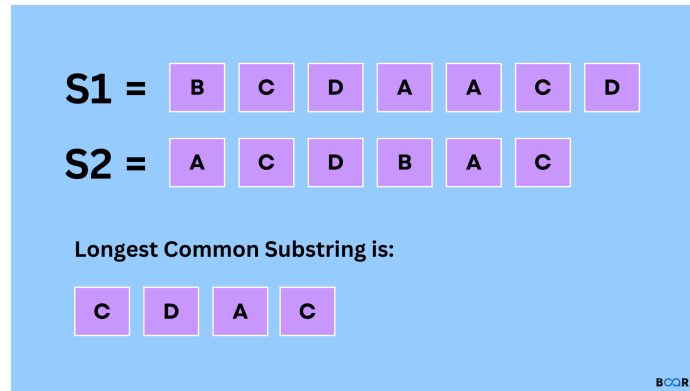 S1 = B C D A A C D
S2 = A C D B A C
Longest Common Substring is:
C D A C
BOAR